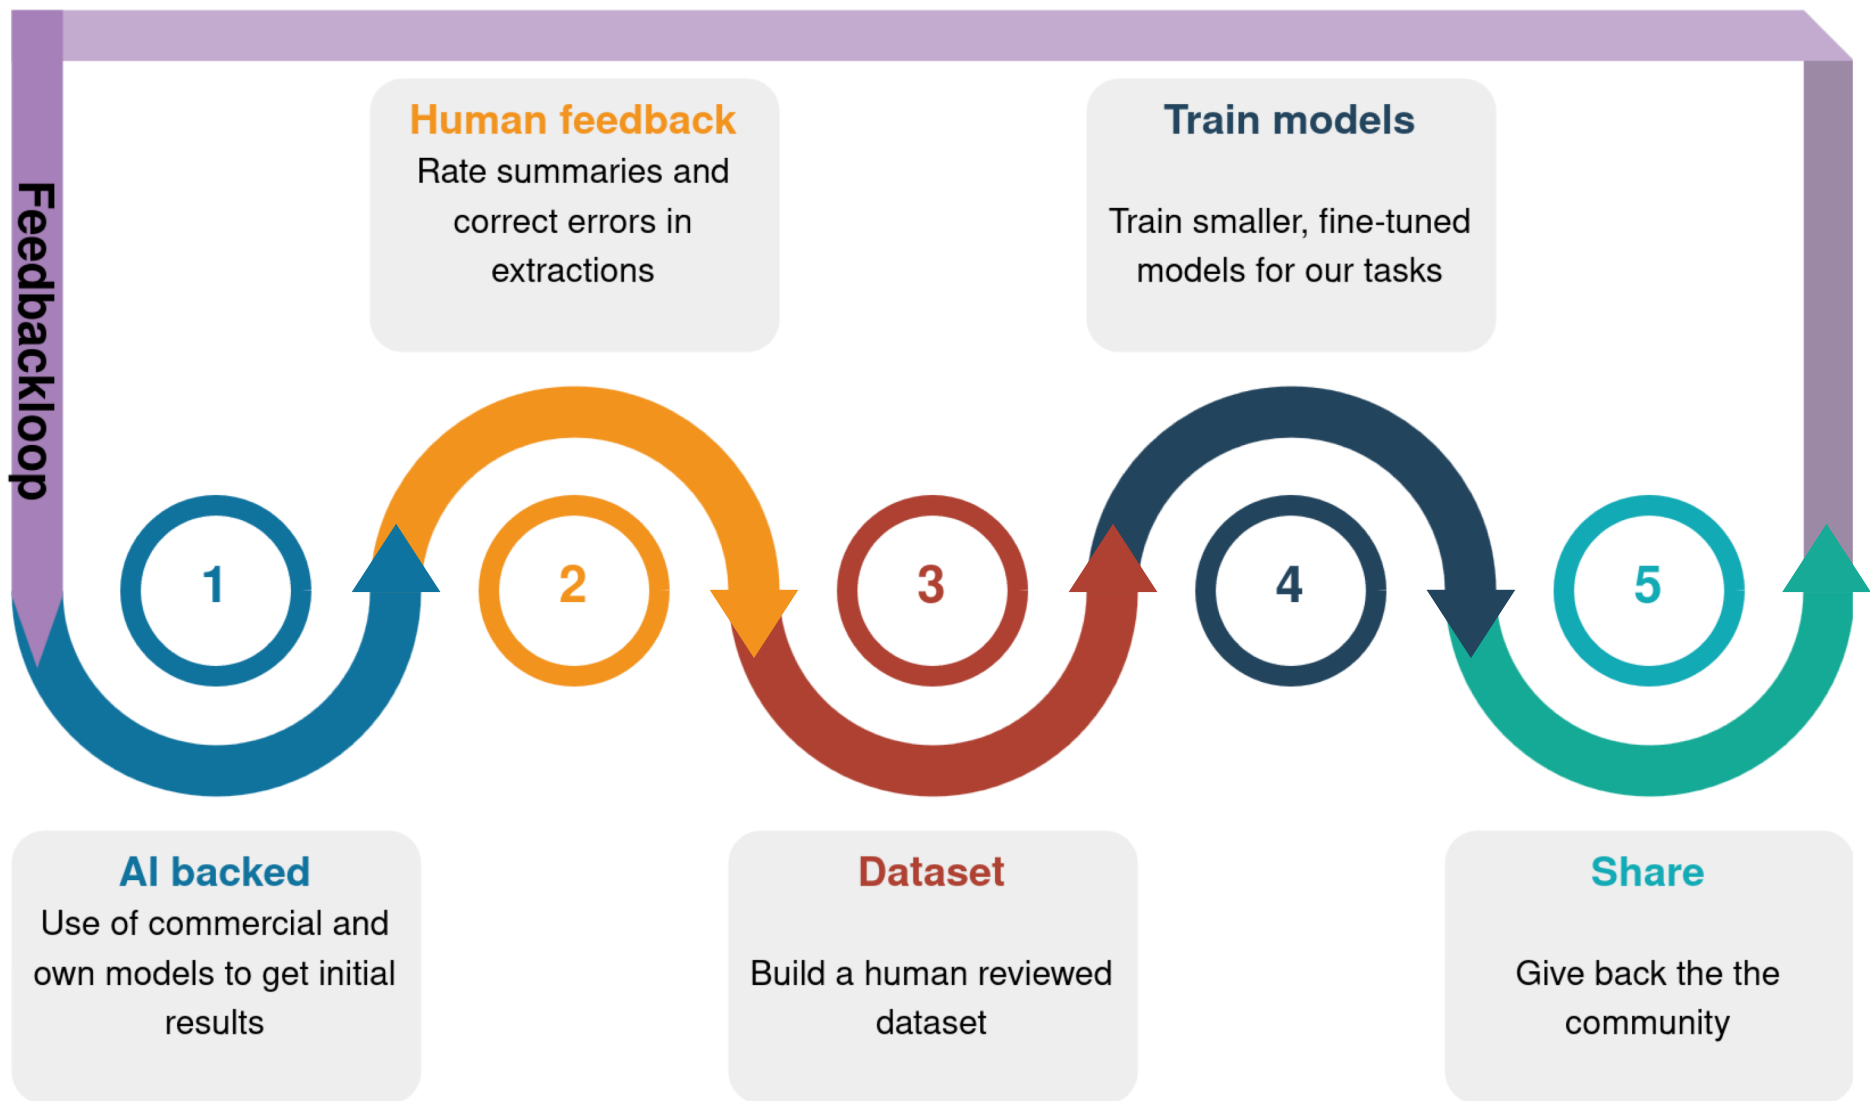 Feedbackloop
1
AI backed
Use of commercial and
own models to get initial
results
2
Human feedback
Rate summaries and
correct errors in
extractions
3
Dataset
Build a human reviewed
dataset
4
Train models
Train smaller, fine-tuned
models for our tasks
5
Share
Give back the the
community